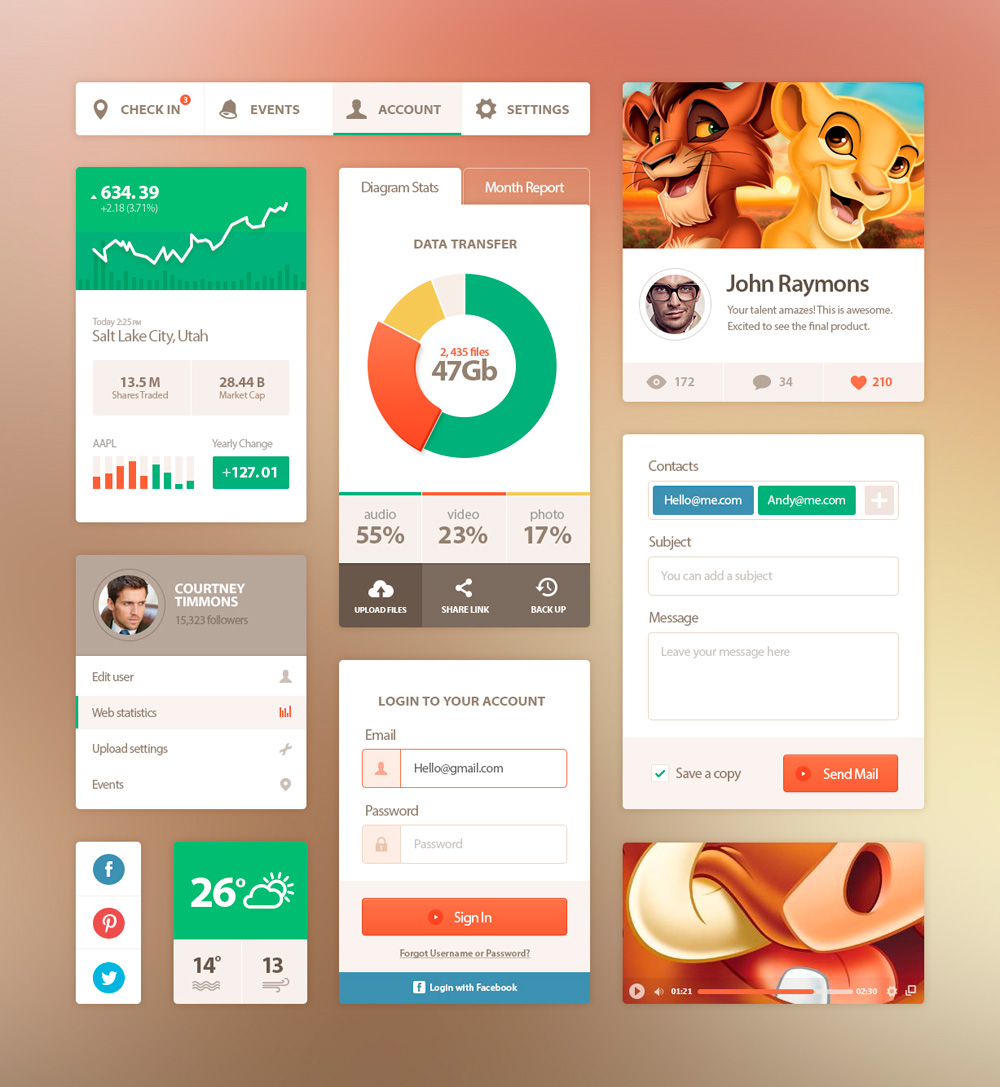 CHECK IN
3
EVENTS
ACCOUNT
SETTINGS
634.39
+2.18 (3.71%)
Today 2:25 PM
Salt Lake City, Utah
13.5 M
Shares Traded
28.44 B
Market Cap
AAPL
Yearly Change
+127.01
Diagram Stats
Month Report
DATA TRANSFER
2, 435 files
47Gb
audio
55%
video
23%
photo
17%
UPLOAD FILES
SHARE LINK
BACK UP
John Raymons
Your talent amazes! This is awesome.
Excited to see the final product.
172
34
210
Contacts
Hello@me.com
Andy@me.com
Subject
You can add a subject
Message
Leave your message here
Save a copy
Send Mail
COURTNEY
TIMMONS
15,323 followers
Edit user
Web statistics
Upload settings
Events
LOGIN TO YOUR ACCOUNT
Email
Hello@gmail.com
Password
Password
Sign In
Forgot Username or Password?
Login with Facebook
26°
14°
13
01:21
02:30